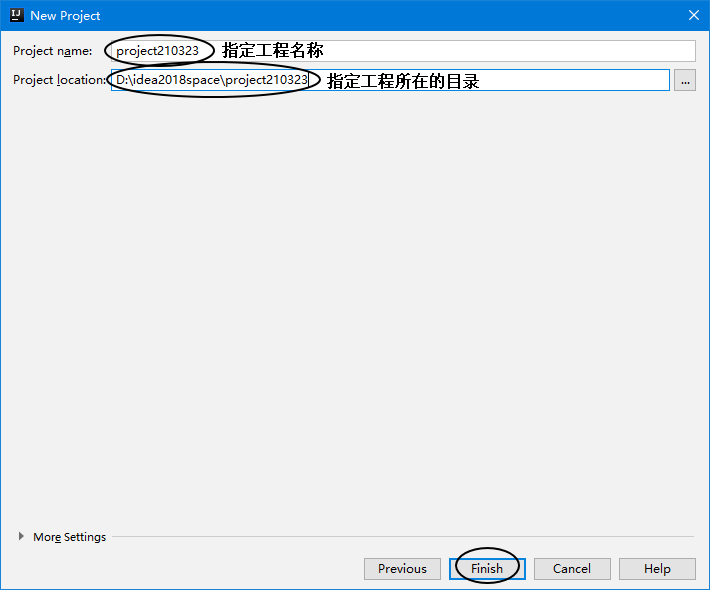 New Project
Project name: project210323 指定工程名称
Project location: D:\idea2018space\project210323 指定工程所在的目录 ...
More Settings
Previous Finish Cancel Help